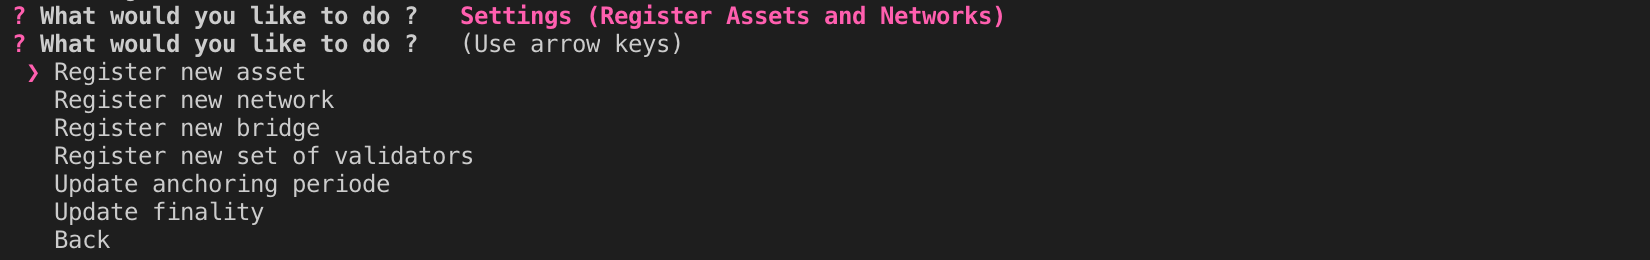 ? What would you like to do ?   Settings (Register Assets and Networks)
? What would you like to do ?   (Use arrow keys)
❯ Register new asset
Register new network
Register new bridge
Register new set of validators
Update anchoring periode
Update finality
Back